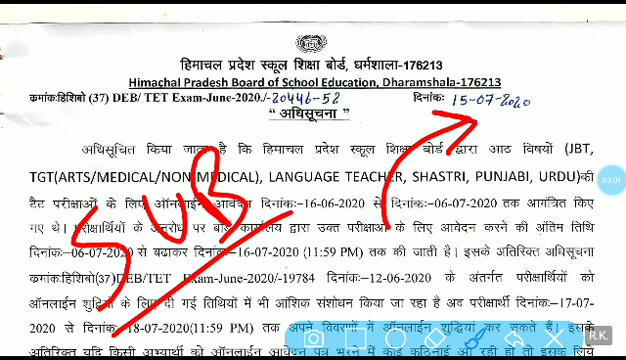 हिमाचल प्रदेश स्कूल शिक्षा बोर्ड, धर्मशाला-176213
Himachal Pradesh Board of School Education, Dharamshala-176213
क्रमांक:हिशिबो (37) DEB/ TET Exam-June-2020./-20446-52 दिनांक: 15-07-2020
"अधिसूचना"
अधिसूचित किया जाता है कि हिमाचल प्रदेश स्कूल शिक्षा बोर्ड द्वारा आठ विषयों (JBT,
TGT(ARTS/MEDICAL/NON MEDICAL), LANGUAGE TEACHER, SHASTRI, PUNJABI, URDU)की
टैट परीक्षाओं के लिए ऑनलाईन आवेदन दिनांक:-16-06-2020 से दिनांक:-06-07-2020 तक आमंत्रित किए
गए थे। परीक्षार्थियों के अनुरोध पर बोर्ड कार्यालय द्वारा उक्त परीक्षाओं के लिए आवेदन करने की अंतिम तिथि
दिनांक:-06-07-2020 से बढाकर दिनांक:-16-07-2020 (11:59 PM) तक की जाती है। इसके अतिरिक्त अधिसूचना
क्रमांक:हिशिबो(37)DEB/TET Exam-June-2020/-19784 दिनांक:-12-06-2020 के अंतर्गत परीक्षार्थियों को
ऑनलाईन शुद्धि के लिए दी गई तिथियों में भी आंशिक संशोधन किया जा रहा है अव परीक्षार्थी दिनांक:-17-07-
2020 से दिनांक:-18-07-2020(11:59 PM) तक अपने विवरणों में ऑनलाईन शुद्धियां कर सकते हैं। इसके
अतिरिक्त यदि किसी अभ्यार्थी को ऑनलाईन आवेदन पत्र भरने में कोई कठिनाई आ रही हो तो इसके लिए
SUB
03:01
R.K.